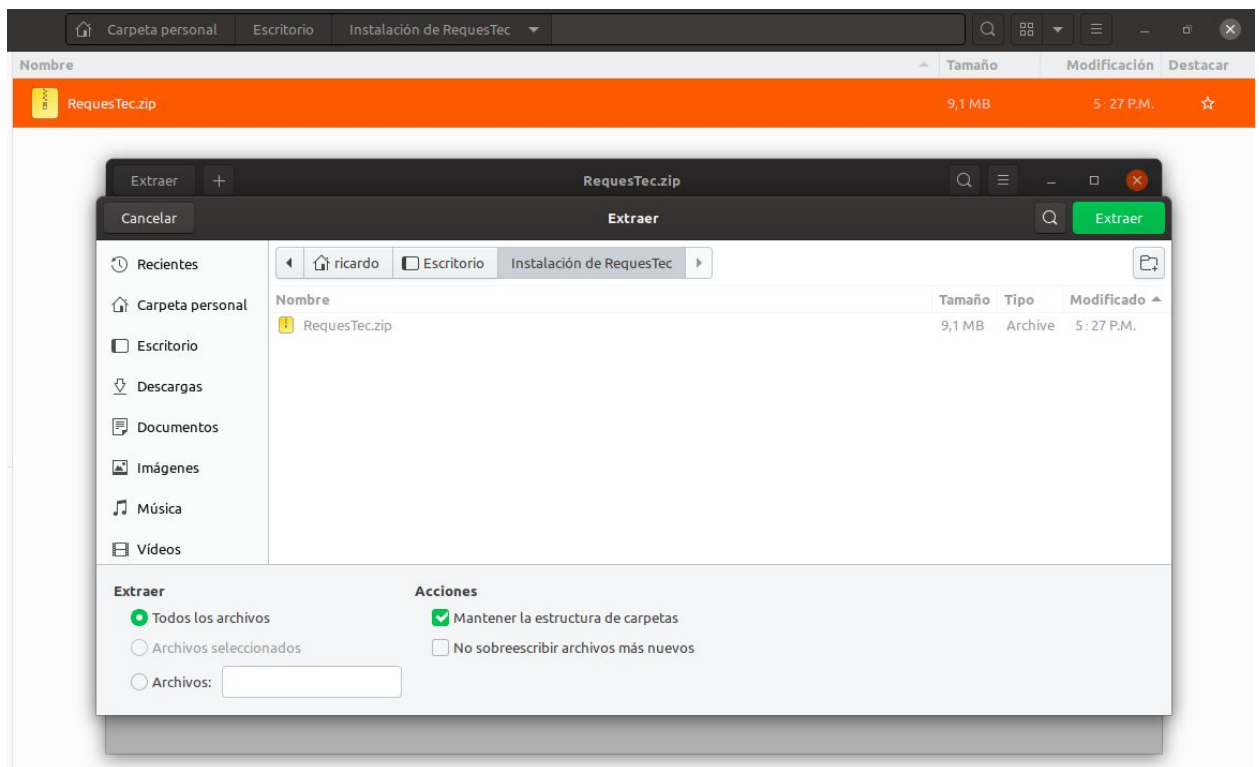 Carpeta personal Escritorio Instalación de RequesTec
Nombre Tamaño Modificación Destacar
RequesTec.zip 9,1 MB 5:27 P.M.
Extraer + RequesTec.zip
Cancelar Extraer Extraer
Recientes
Carpeta personal
Escritorio
Descargas
Documentos
Imágenes
Música
Vídeos
ricardo Escritorio Instalación de RequesTec
Nombre Tamaño Tipo Modificado
RequesTec.zip 9,1 MB Archive 5:27 P.M.
Extraer
Todos los archivos
Archivos seleccionados
Archivos:
Acciones
Mantener la estructura de carpetas
No sobreescribir archivos más nuevos